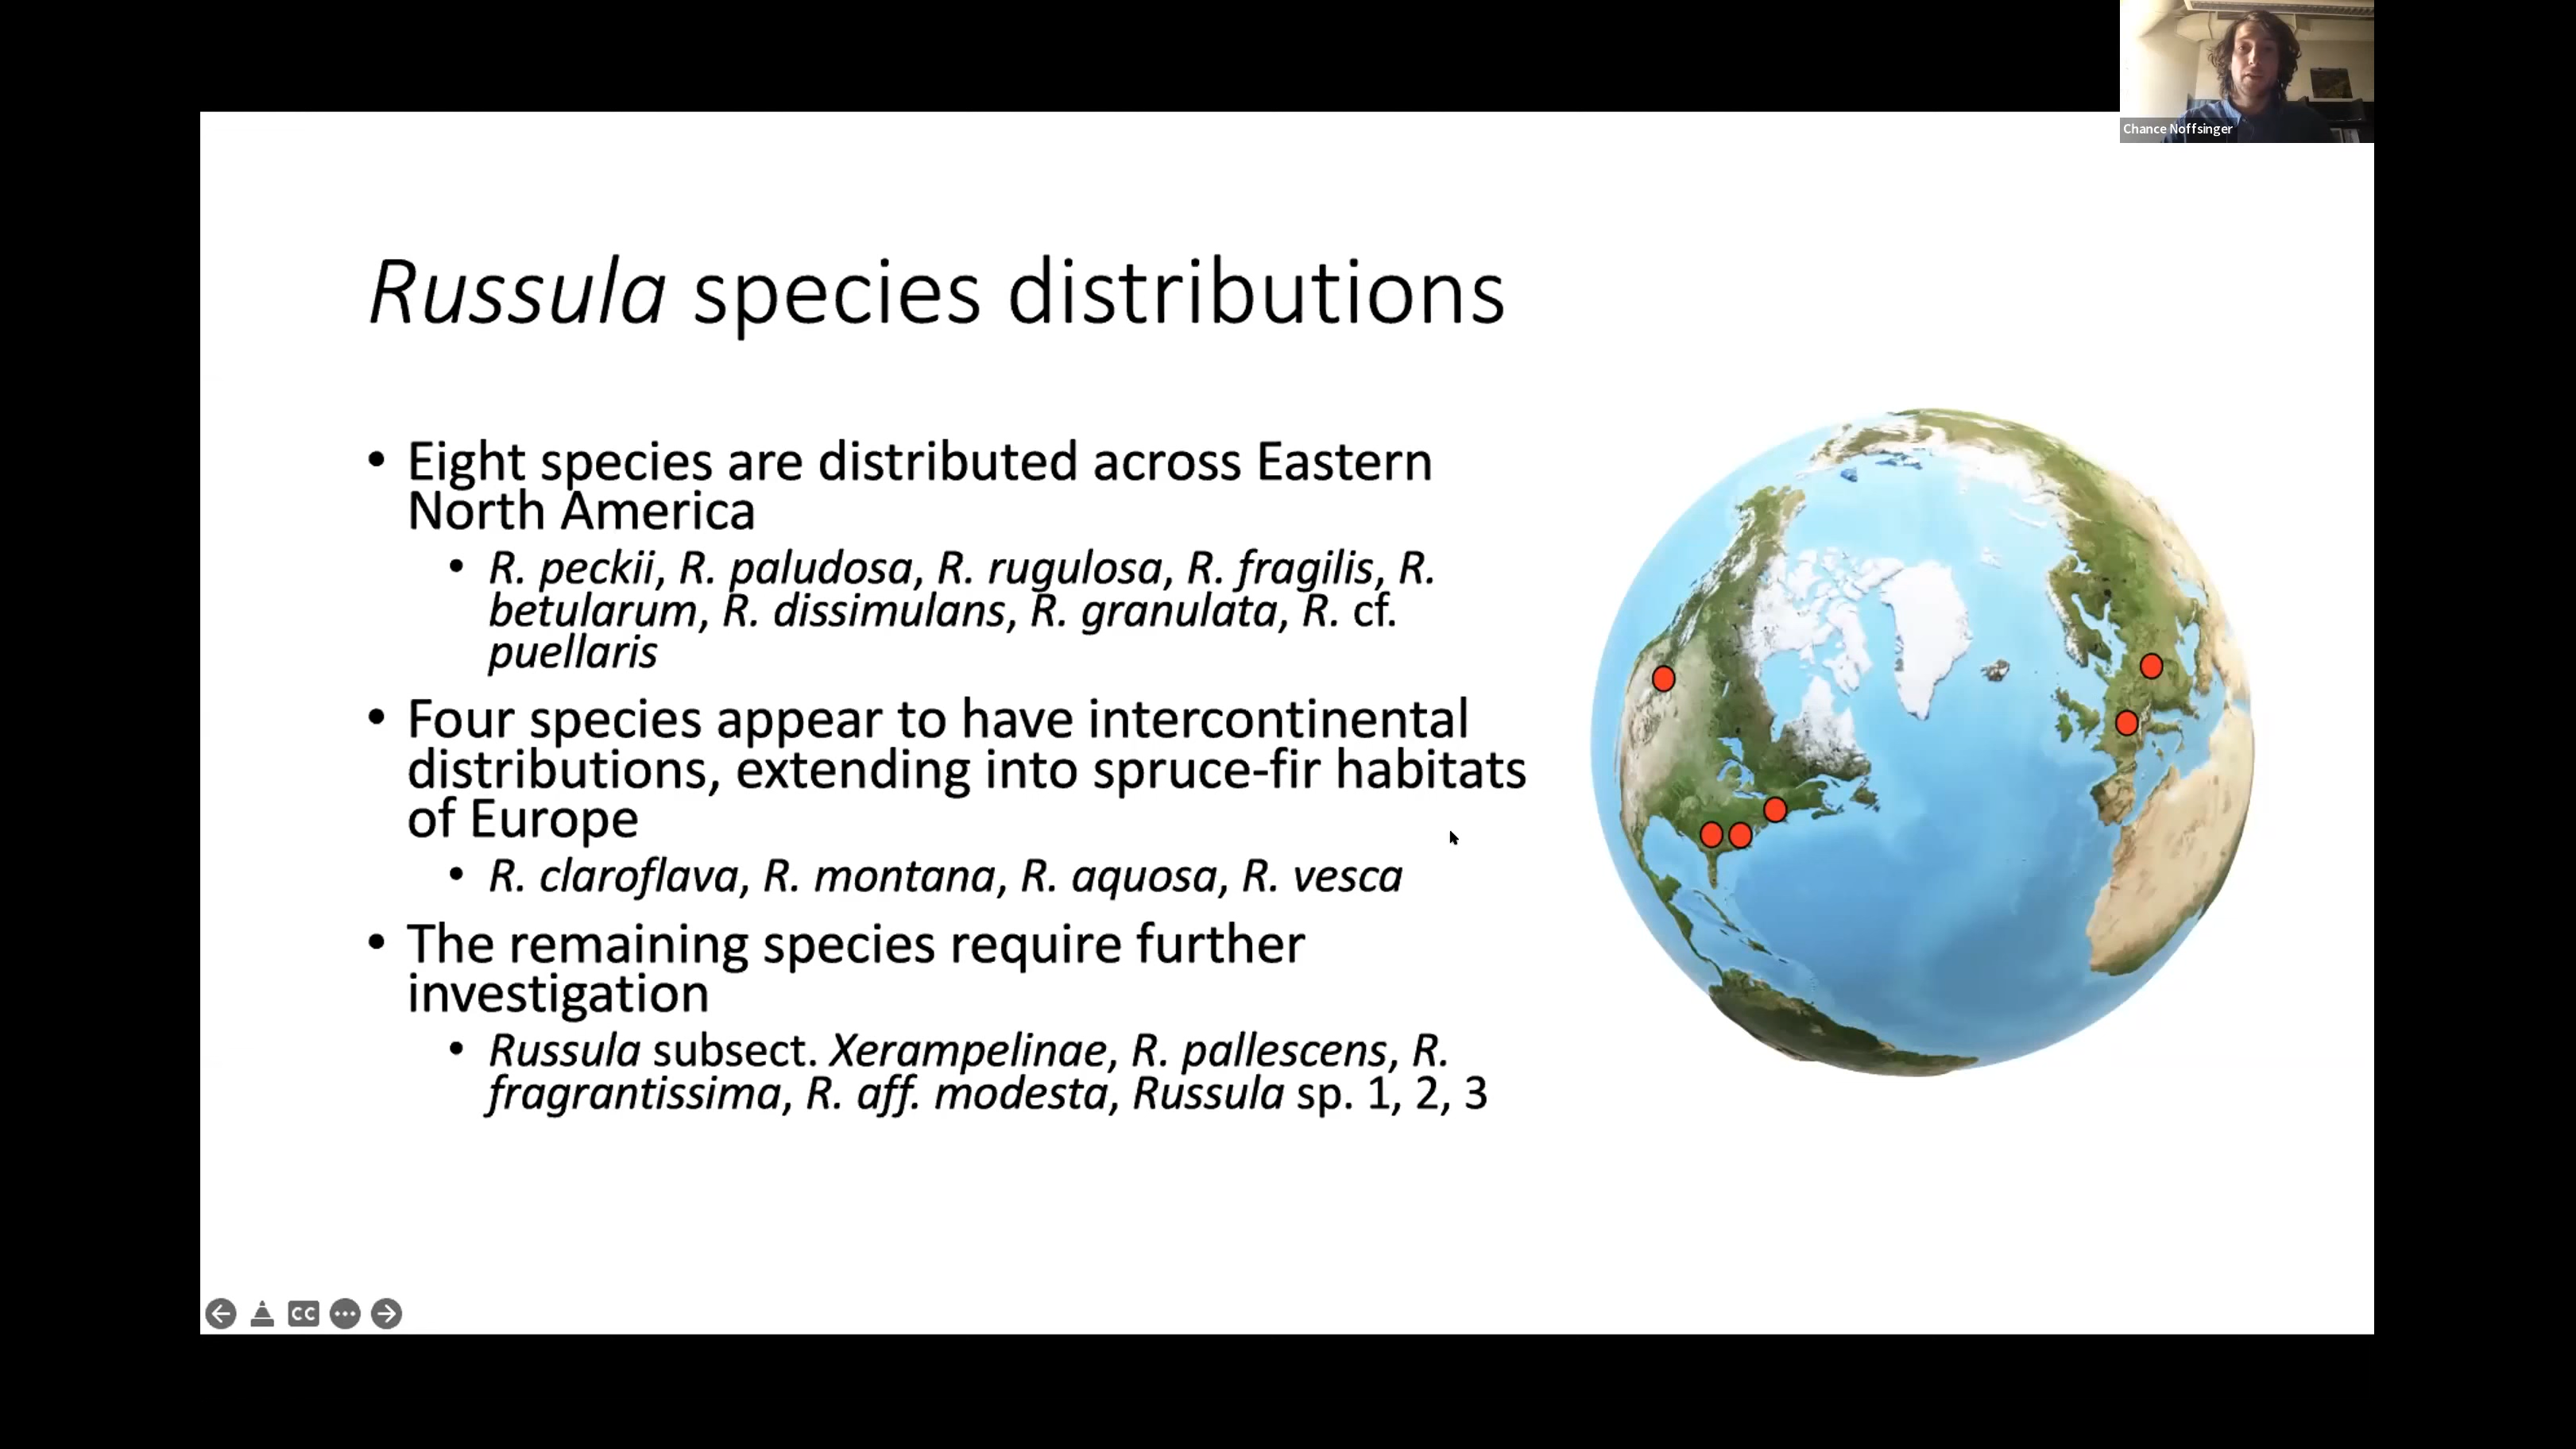 Chance Noffsinger
Russula species distributions
• Eight species are distributed across Eastern
North America
• R. peckii, R. paludosa, R. rugulosa, R. fragilis, R.
betularum, R. dissimulans, R. granulata, R. cf.
puellaris
• Four species appear to have intercontinental
distributions, extending into spruce-fir habitats
of Europe
• R. claroflava, R. montana, R. aquosa, R. vesca
• The remaining species require further
investigation
• Russula subsect. Xerampelinae, R. pallescens, R.
fragrantissima, R. aff. modesta, Russula sp. 1, 2, 3
CC